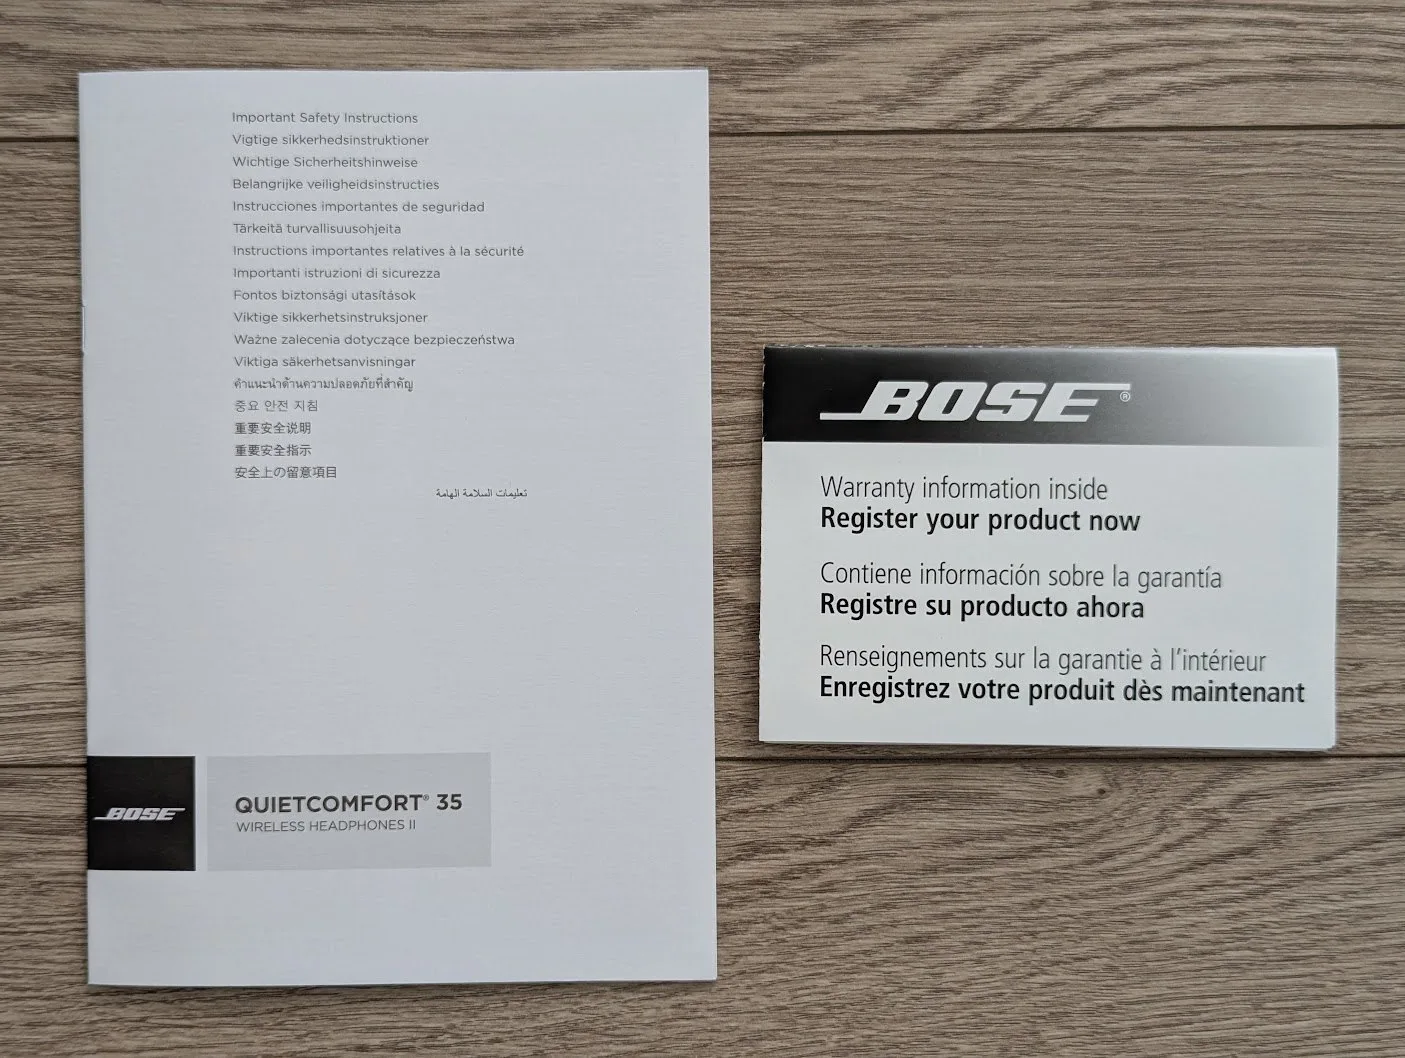 Important Safety Instructions
Vigtige sikkerhedsinstruktioner
Wichtige Sicherheitshinweise
Belangrijke veiligheidsinstructies
Instrucciones importantes de seguridad
Tärkeitä turvallisuusohjeita
Instructions importantes relatives à la sécurité
Importanti istruzioni di sicurezza
Fontos biztonsági utasítások
Viktige sikkerhetsinstruksjoner
Ważne zalecenia dotyczące bezpieczeństwa
Viktiga säkerhetsanvisningar
คำแนะนำด้านความปลอดภัยที่สำคัญ
중요 안전 지침
重要安全说明
重要安全指示
安全上の留意項目
تعليمات السلامة الهامة
BOSE
QUIETCOMFORT® 35
WIRELESS HEADPHONES II
BOSE®
Warranty information inside
Register your product now
Contiene información sobre la garantía
Registre su producto ahora
Renseignements sur la garantie à l'intérieur
Enregistrez votre produit dès maintenant